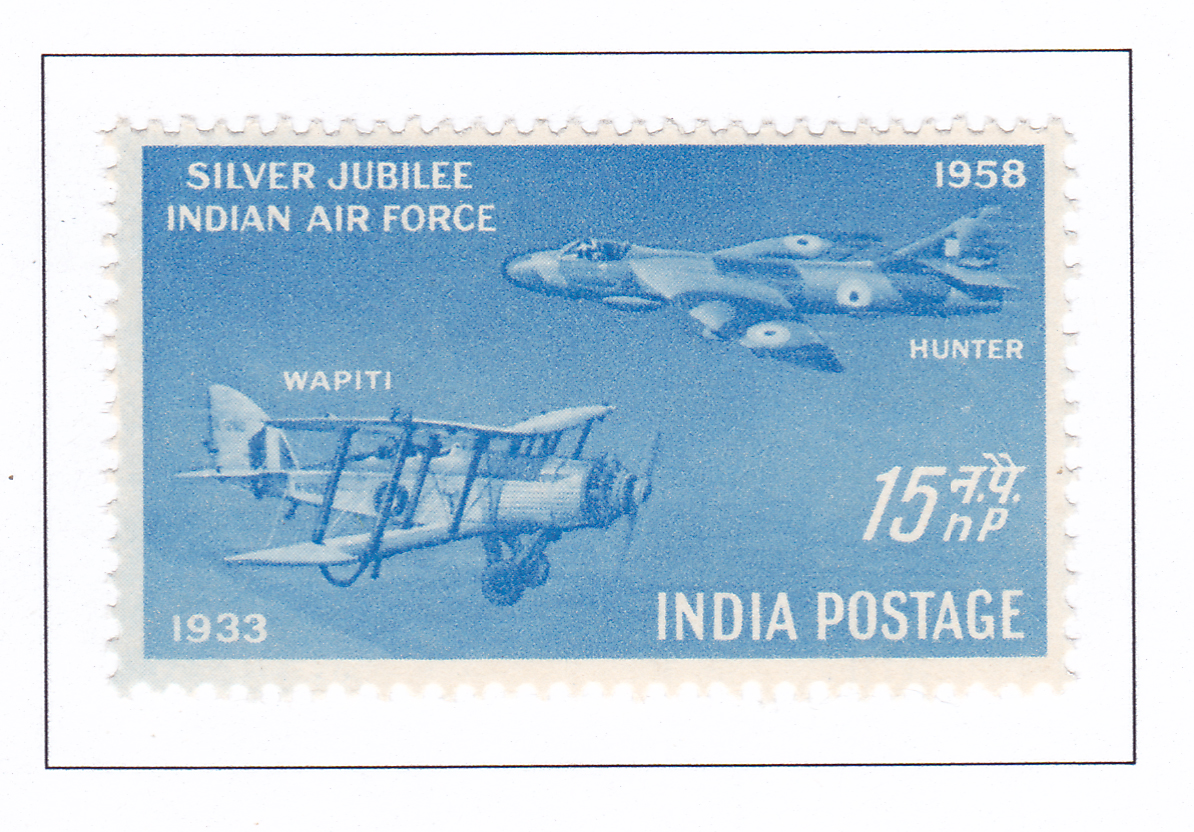 SILVER JUBILEE
INDIAN AIR FORCE
1958
HUNTER
WAPITI
15 न.पै.
nP
1933
INDIA POSTAGE